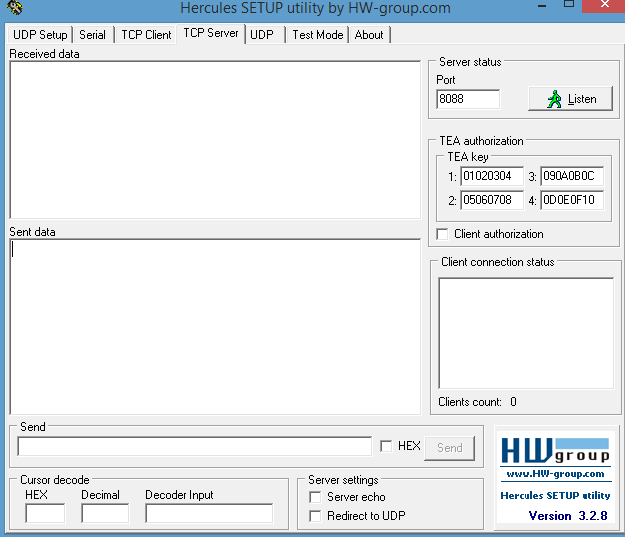 Hercules SETUP utility by HW-group.com
UDP Setup Serial TCP Client TCP Server UDP Test Mode About
Received data
Server status
Port
8088
Listen
TEA authorization
TEA key
1: 01020304 3: 090A0B0C
2: 05060708 4: 0D0E0F10
Client authorization
Sent data
Client connection status
Clients count: 0
Send
HEX Send
Cursor decode
HEX Decimal Decoder Input
Server settings
Server echo
Redirect to UDP
HW group
www.HW-group.com
Hercules SETUP utility
Version 3.2.8